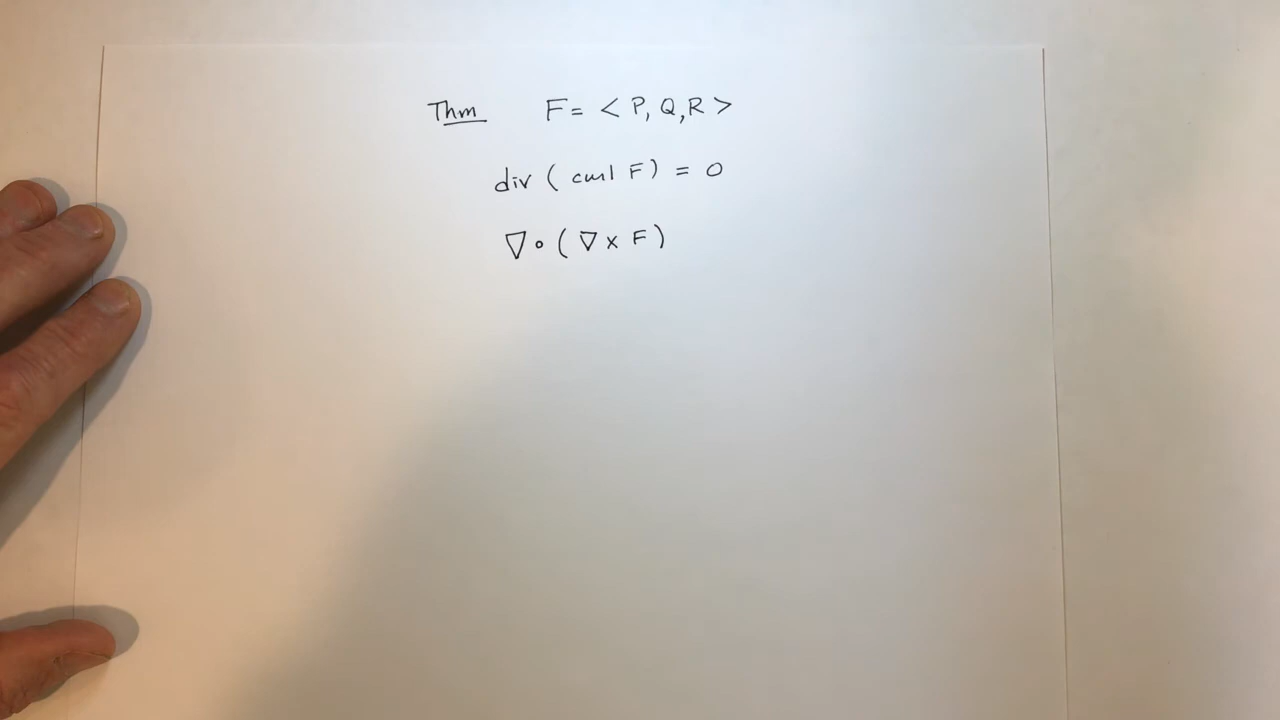 Thm F = < P, Q, R >
div ( curl F ) = 0
∇ ∘ ( ∇ × F )